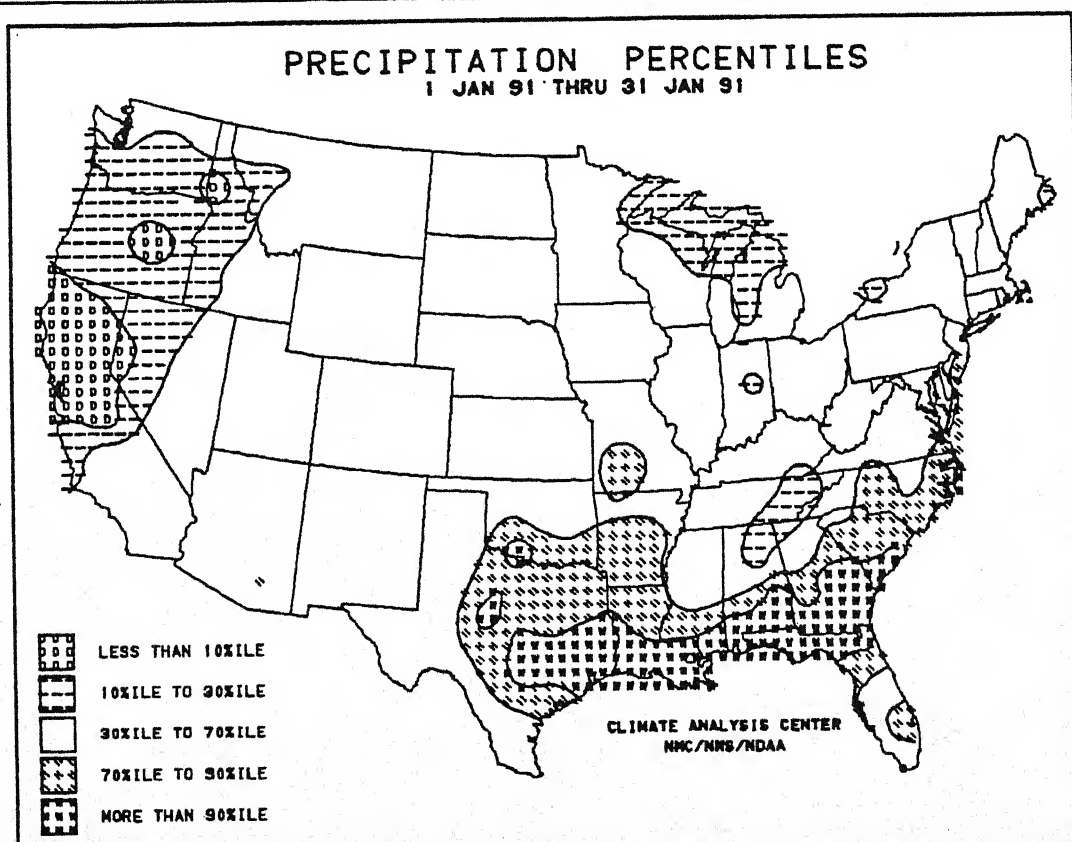 PRECIPITATION PERCENTILES
1 JAN 91 THRU 31 JAN 91
LESS THAN 10%ILE
10%ILE TO 30%ILE
30%ILE TO 70%ILE
70%ILE TO 90%ILE
MORE THAN 90%ILE
CLIMATE ANALYSIS CENTER
NMC/NWS/NOAA